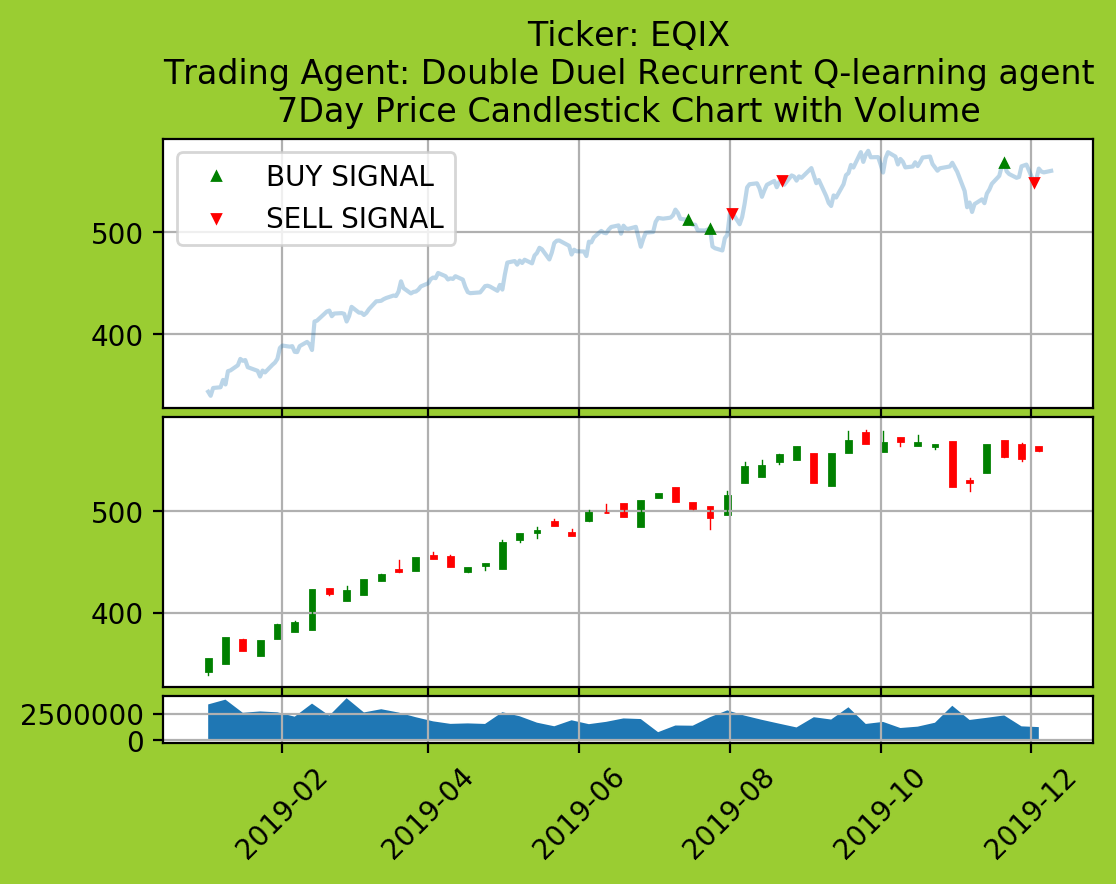 Ticker: EQIX
Trading Agent: Double Duel Recurrent Q-learning agent
7Day Price Candlestick Chart with Volume
BUY SIGNAL
SELL SIGNAL
500
400
500
400
2500000
0
2019-02
2019-04
2019-06
2019-08
2019-10
2019-12